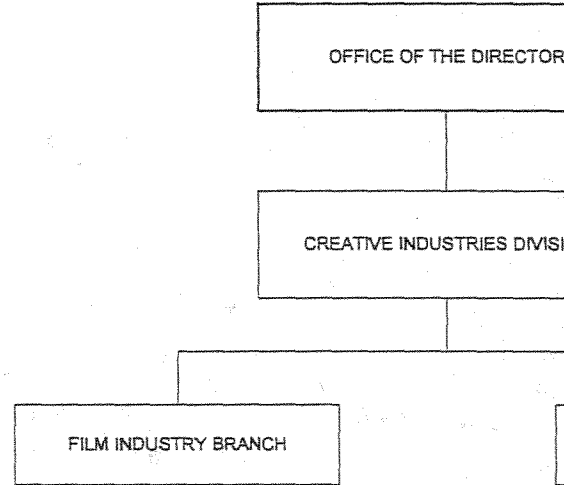 OFFICE OF THE DIRECTOR
CREATIVE INDUSTRIES DIVISI
FILM INDUSTRY BRANCH